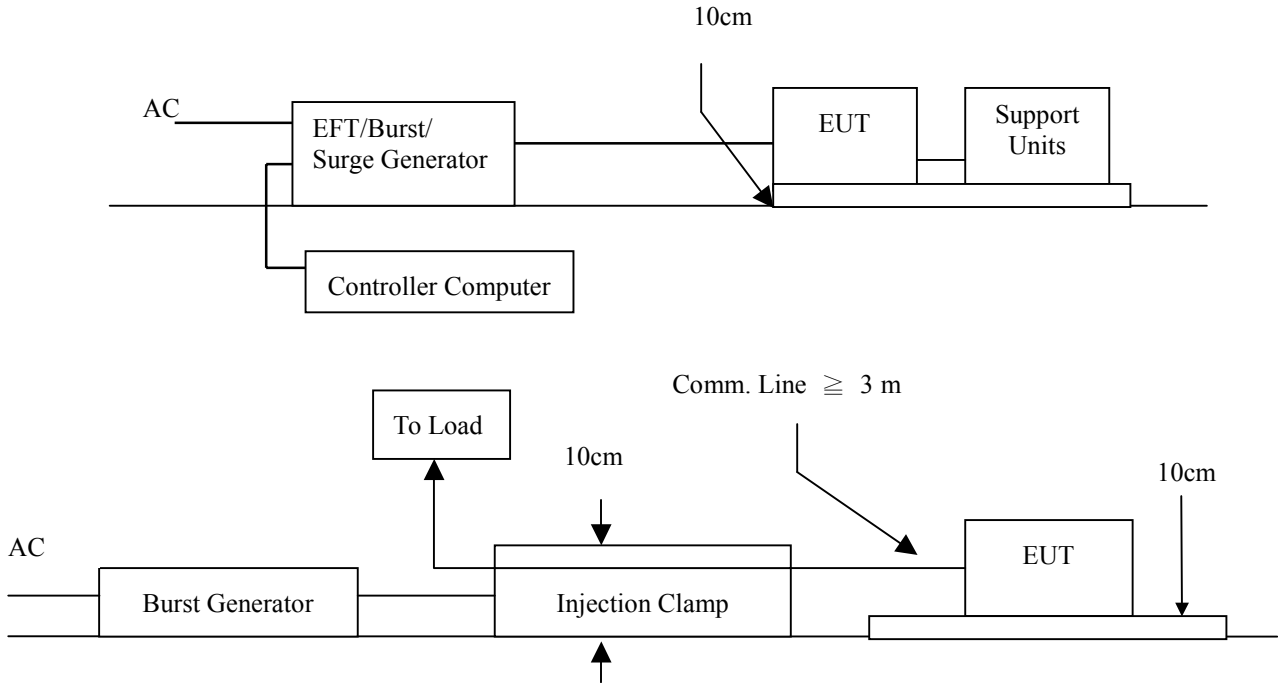 10cm
AC
EFT/Burst/
Surge Generator
EUT
Support
Units
Controller Computer
Comm. Line ≧ 3 m
To Load
10cm
10cm
AC
EUT
Burst Generator
Injection Clamp